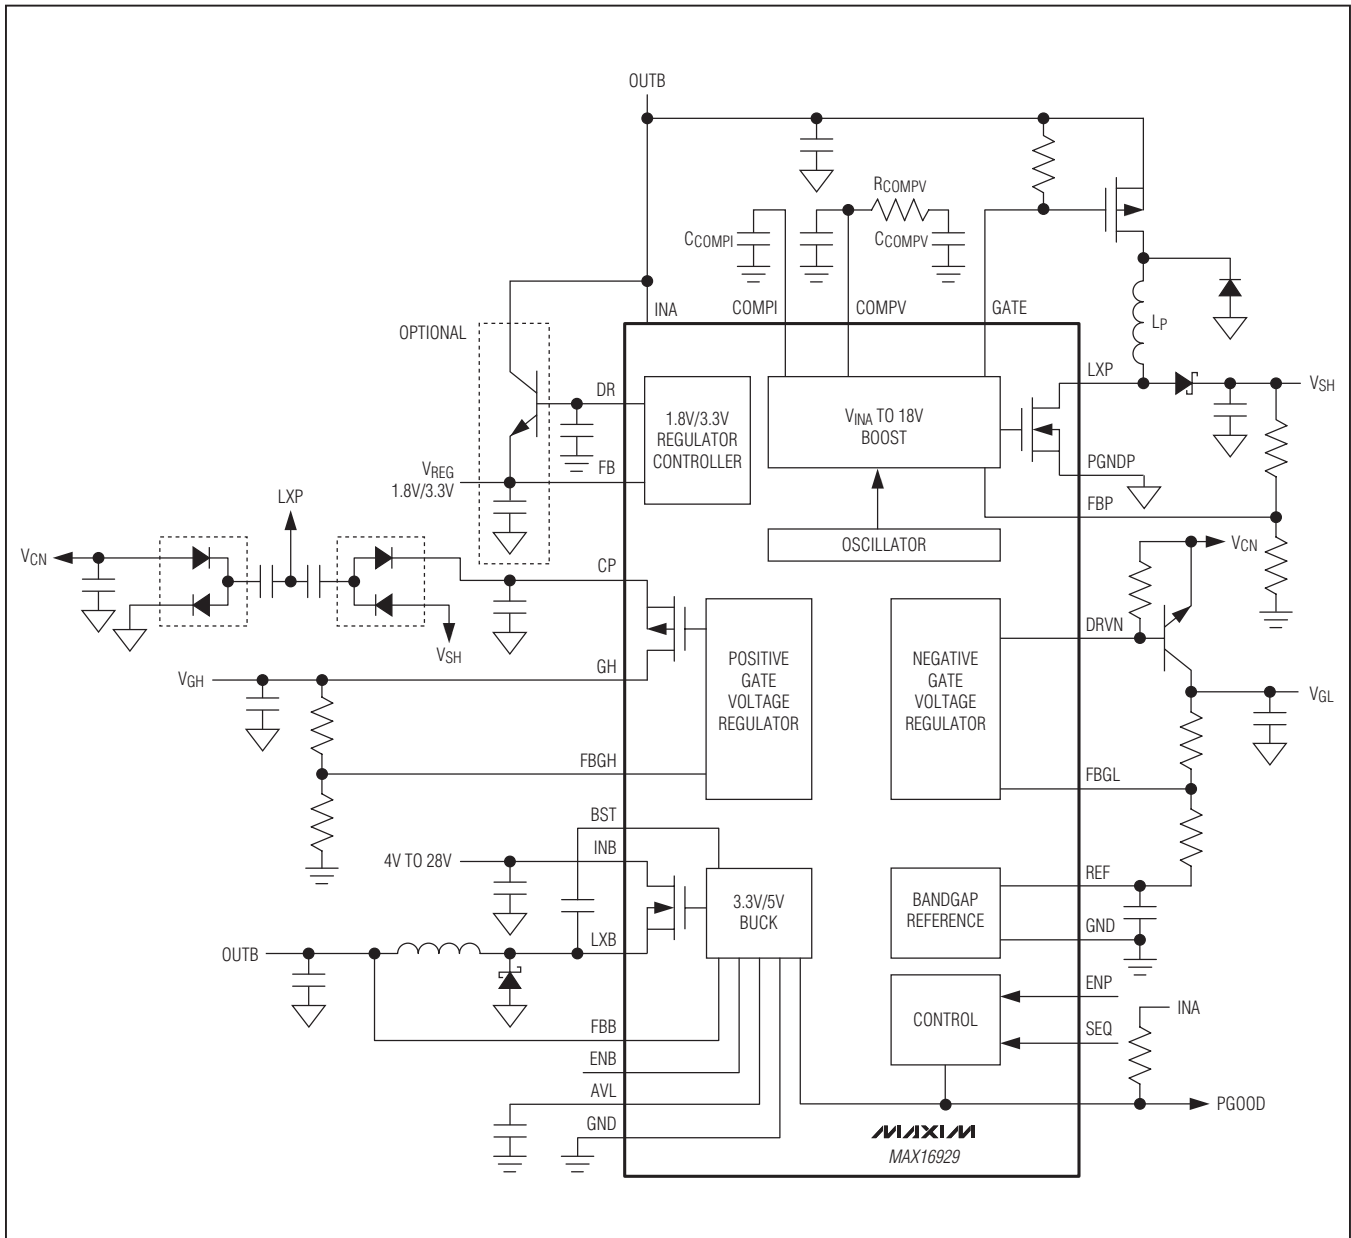 OUTB
RCOMPV
CCOMPI
CCOMPV
INA
COMPI
COMPV
GATE
LP
OPTIONAL
DR
1.8V/3.3V
REGULATOR
CONTROLLER
VINA TO 18V
BOOST
LXP
VSH
VREG
1.8V/3.3V
FB
PGNDP
LXP
FBP
OSCILLATOR
VCN
VCN
CP
DRVN
VSH
GH
VGH
POSITIVE
GATE
VOLTAGE
REGULATOR
NEGATIVE
GATE
VOLTAGE
REGULATOR
VGL
FBGH
FBGL
BST
INB
4V TO 28V
3.3V/5V
BUCK
BANDGAP
REFERENCE
REF
GND
LXB
OUTB
ENP
INA
CONTROL
SEQ
FBB
ENB
AVL
GND
PGOOD
MAXIM
MAX16929